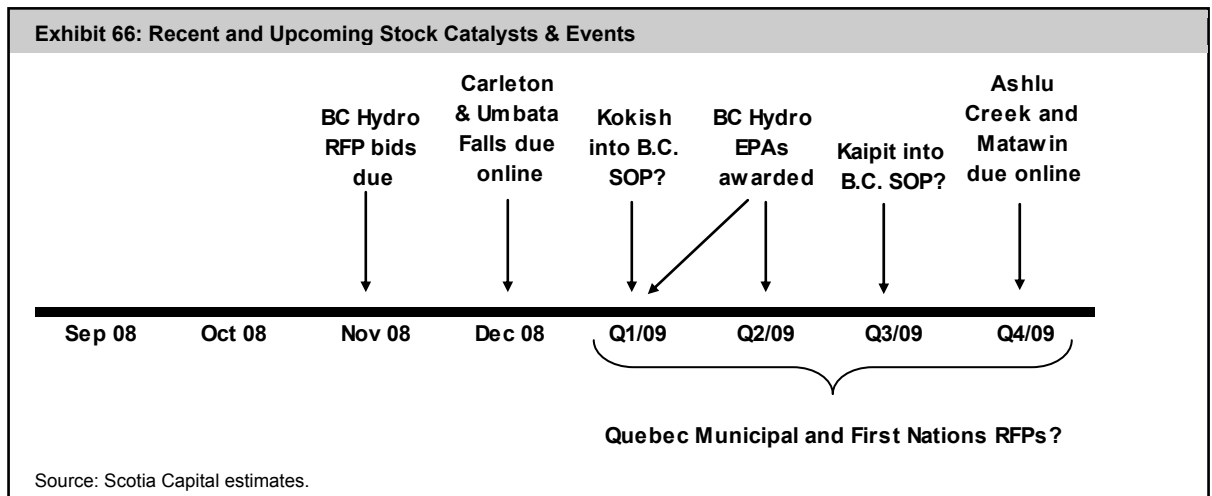 Exhibit 66: Recent and Upcoming Stock Catalysts & Events
BC Hydro
RFP bids
due
Carleton
& Umbata
Falls due
online
Kokish
into B.C.
SOP?
BC Hydro
EPAs
awarded
Kaipit into
B.C. SOP?
Ashlu
Creek and
Matawin
due online
Sep 08 Oct 08 Nov 08 Dec 08 Q1/09 Q2/09 Q3/09 Q4/09
Quebec Municipal and First Nations RFPs?
Source: Scotia Capital estimates.